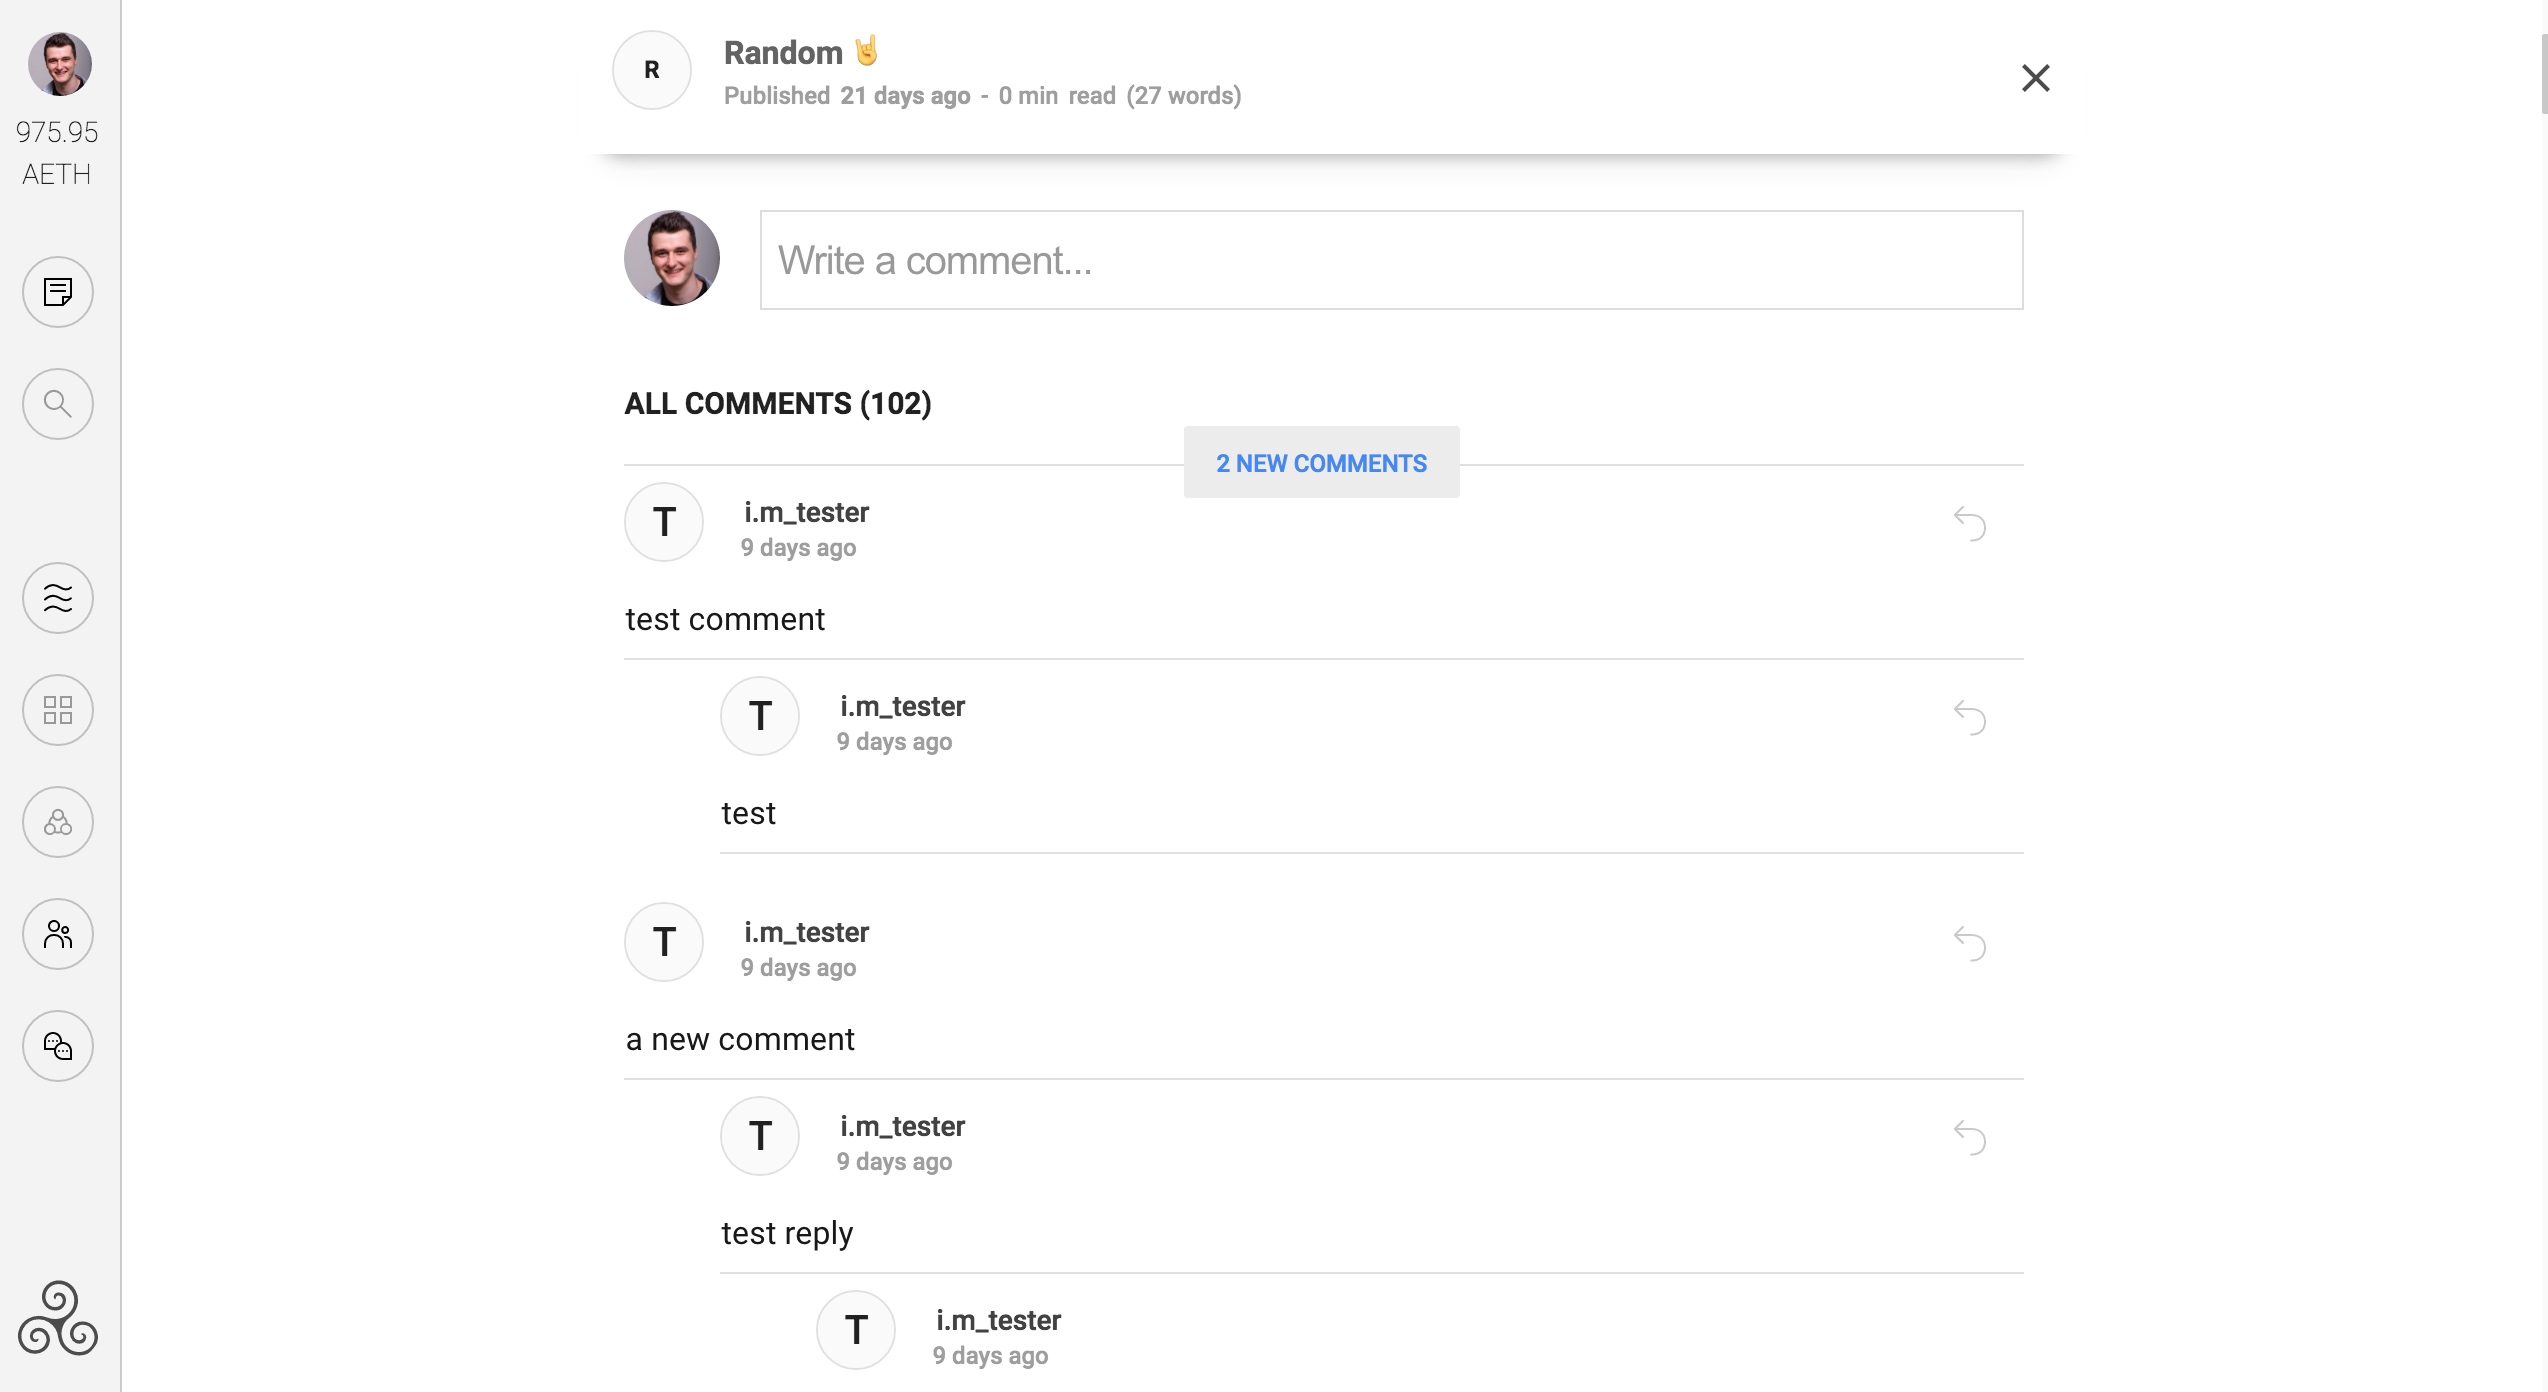 975.95
AETH
R
Random 🤘
Published 21 days ago - 0 min read (27 words)
Write a comment...
ALL COMMENTS (102)
2 NEW COMMENTS
T
i.m_tester
9 days ago
test comment
T
i.m_tester
9 days ago
test
T
i.m_tester
9 days ago
a new comment
T
i.m_tester
9 days ago
test reply
T
i.m_tester
9 days ago